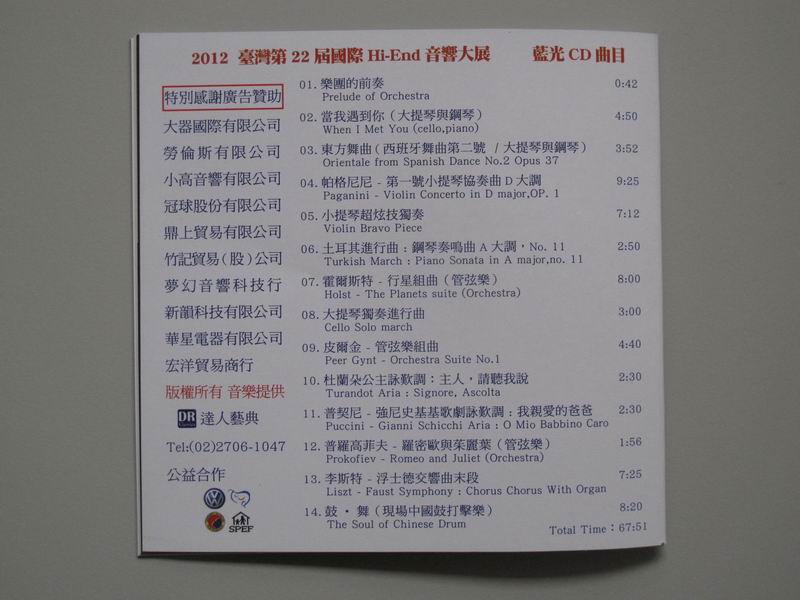 2012 臺灣第 22 屆國際 Hi-End 音響大展 藍光 CD 曲目
特別感謝廣告贊助
大器國際有限公司
勞倫斯有限公司
小高音響有限公司
冠球股份有限公司
鼎上貿易有限公司
竹記貿易(股)公司
夢幻音響科技行
新韻科技有限公司
華星電器有限公司
宏洋貿易商行
版權所有 音樂提供
DR 達人藝典
Tel:(02)2706-1047
公益合作
SPEF
01. 樂團的前奏 0:42
Prelude of Orchestra
02. 當我遇到你（大提琴與鋼琴） 4:50
When I Met You (cello,piano)
03. 東方舞曲（西班牙舞曲第二號 / 大提琴與鋼琴） 3:52
Orientale from Spanish Dance No.2 Opus 37
04. 帕格尼尼 - 第一號小提琴協奏曲 D 大調 9:25
Paganini - Violin Concerto in D major,OP. 1
05. 小提琴超炫技獨奏 7:12
Violin Bravo Piece
06. 土耳其進行曲：鋼琴奏鳴曲 A 大調，No. 11 2:50
Turkish March : Piano Sonata in A major,no. 11
07. 霍爾斯特 - 行星組曲（管弦樂） 8:00
Holst - The Planets suite (Orchestra)
08. 大提琴獨奏進行曲 3:00
Cello Solo march
09. 皮爾金 - 管弦樂組曲 4:40
Peer Gynt - Orchestra Suite No.1
10. 杜蘭朵公主詠歎調：主人，請聽我說 2:30
Turandot Aria : Signore, Ascolta
11. 普契尼 - 強尼史基基歌劇詠歎調：我親愛的爸爸 2:30
Puccini - Gianni Schicchi Aria : O Mio Babbino Caro
12. 普羅高菲夫 - 羅密歐與茱麗葉（管弦樂） 1:56
Prokofiev - Romeo and Juliet (Orchestra)
13. 李斯特 - 浮士德交響曲末段 7:25
Liszt - Faust Symphony : Chorus Chorus With Organ
14. 鼓・舞（現場中國鼓打擊樂） 8:20
The Soul of Chinese Drum
Total Time：67:51